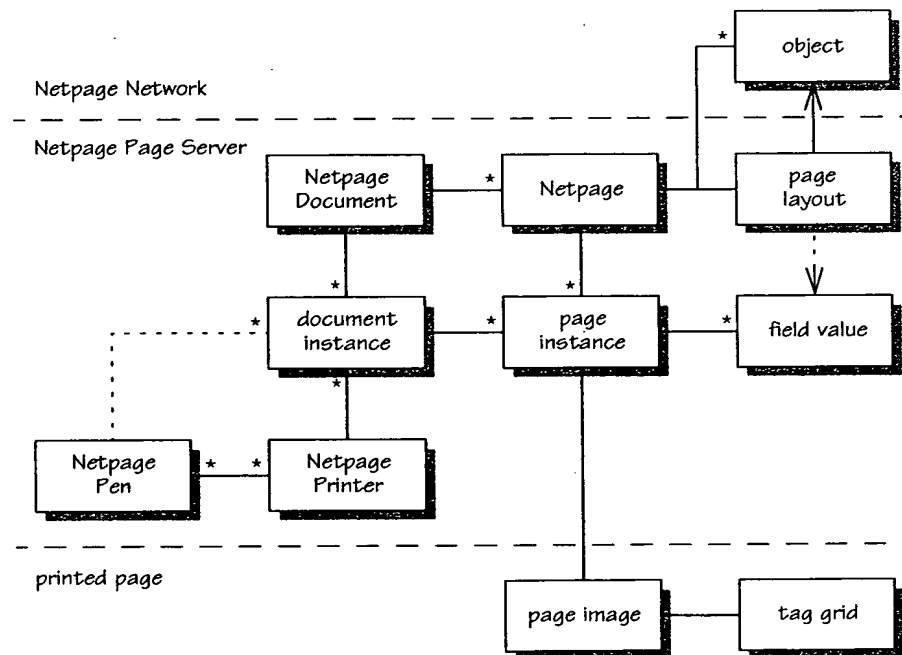 *
object
Netpage Network
Netpage Page Server
Netpage
Document
*
Netpage
page
layout
*
*
*
document
instance
*
page
instance
*
field value
*
Netpage
Pen
*
*
Netpage
Printer
printed page
page image
tag grid